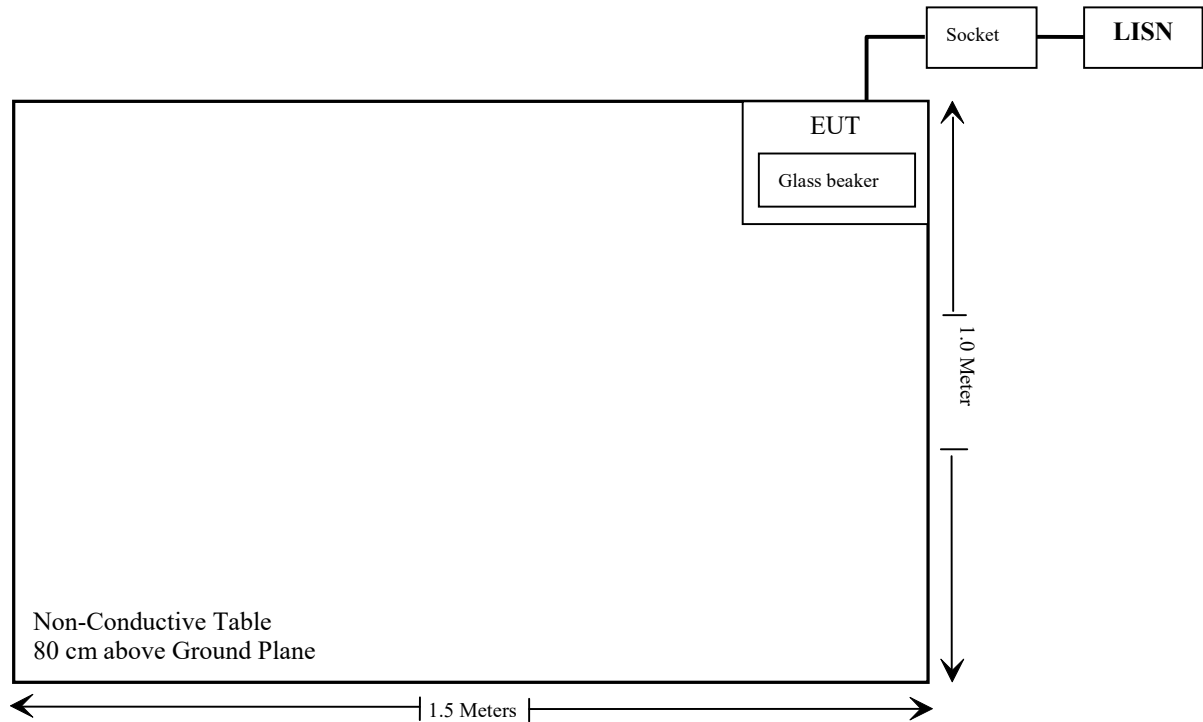 Socket
LISN
EUT
Glass beaker
1.0 Meter
Non-Conductive Table
80 cm above Ground Plane
1.5 Meters